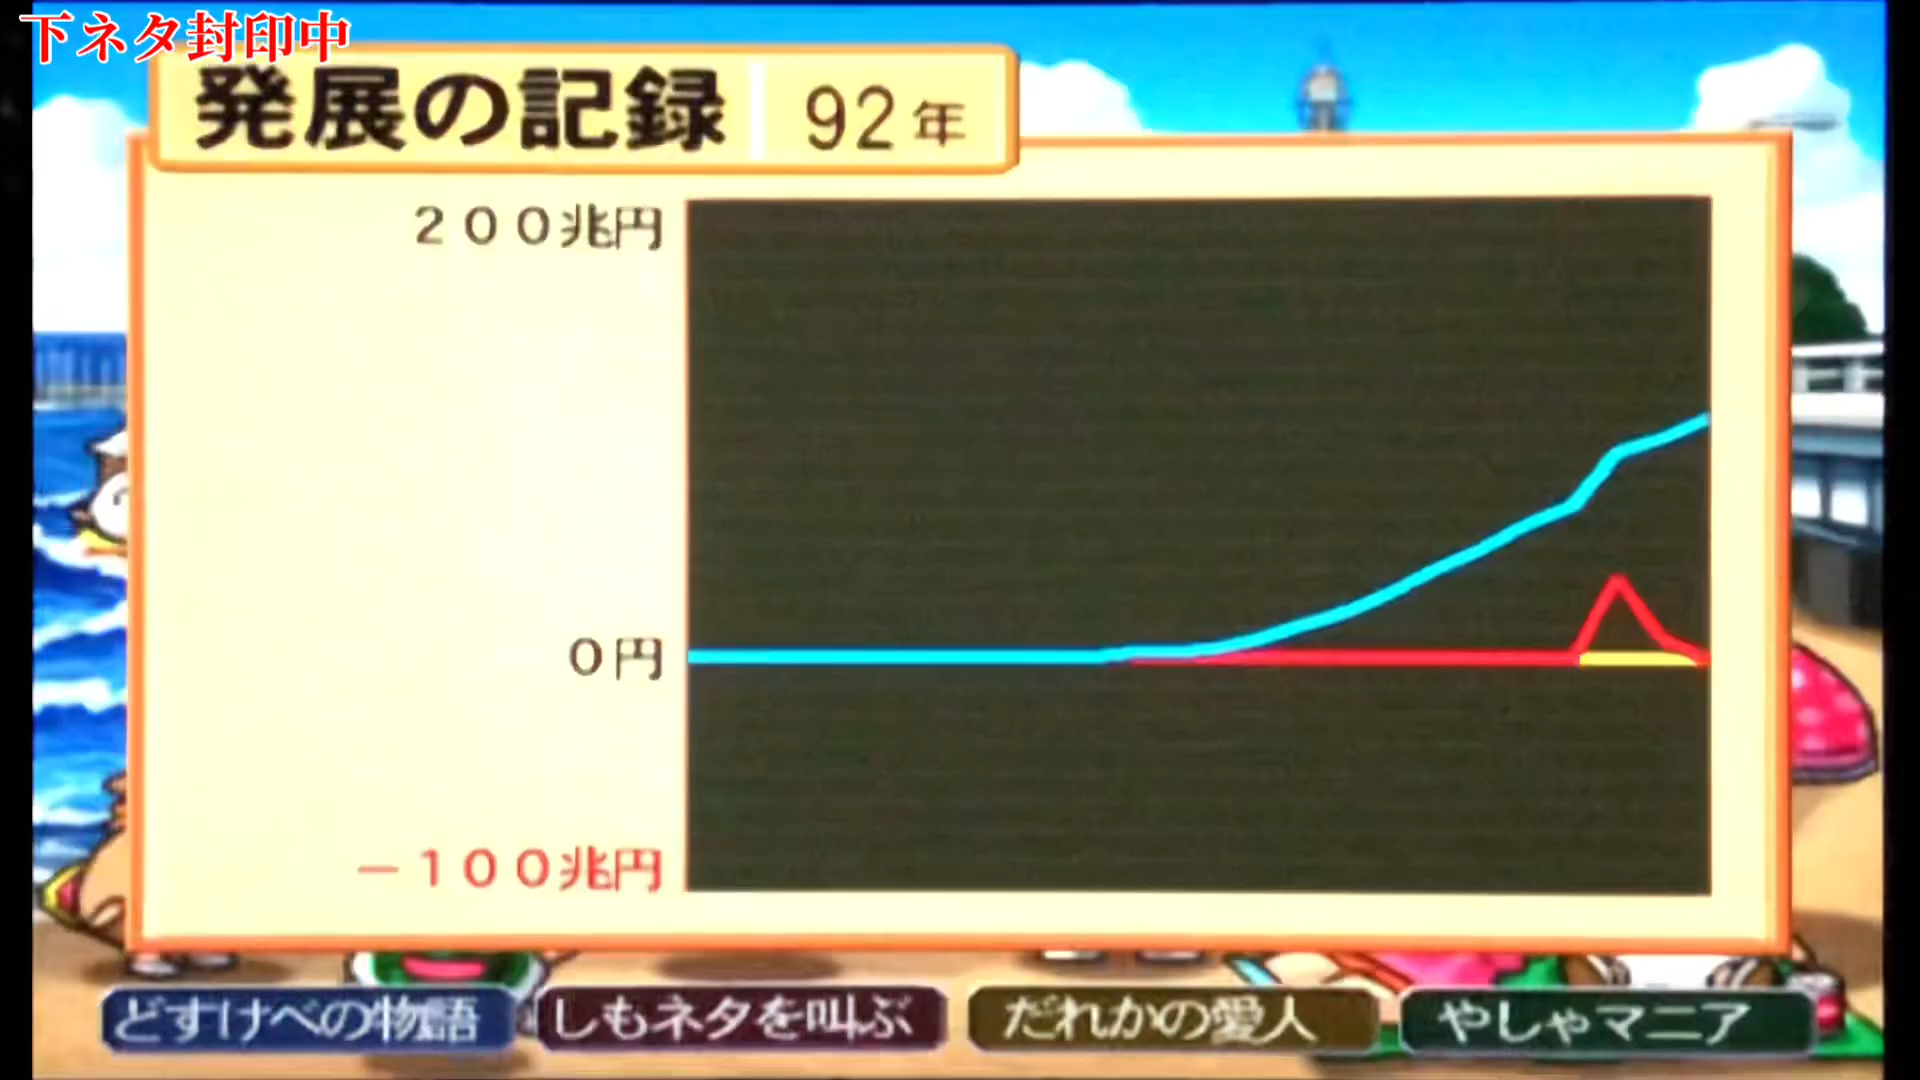 下ネタ封印中
発展の記録 92年
200兆円
0円
-100兆円
どすけべの物語 しもネタを叫ぶ だれかの愛人 やしゃマニア